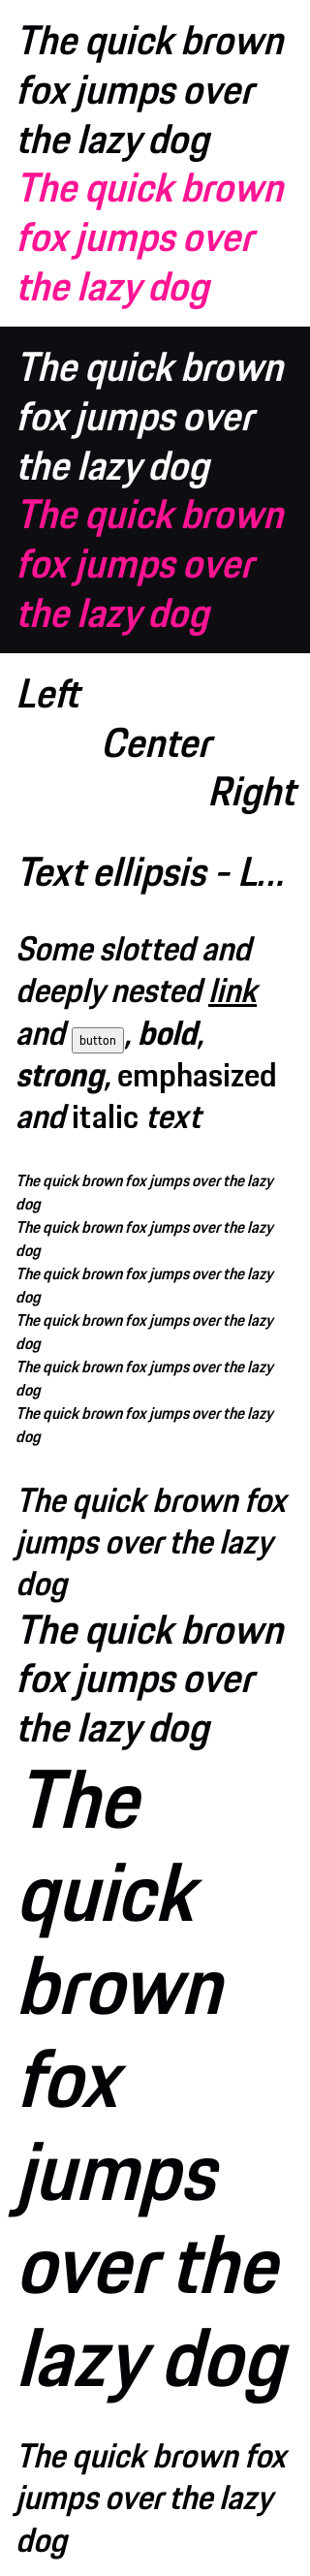 The quick brown
fox jumps over
the lazy dog
The quick brown
fox jumps over
the lazy dog
The quick brown
fox jumps over
the lazy dog
The quick brown
fox jumps over
the lazy dog
Left
Center
Right
Text ellipsis - L...
Some slotted and
deeply nested link
and button, bold,
strong, emphasized
and italic text
The quick brown fox jumps over the lazy
dog
The quick brown fox jumps over the lazy
dog
The quick brown fox jumps over the lazy
dog
The quick brown fox jumps over the lazy
dog
The quick brown fox jumps over the lazy
dog
The quick brown fox jumps over the lazy
dog
The quick brown fox
jumps over the lazy
dog
The quick brown
fox jumps over
the lazy dog
The
quick
brown
fox
jumps
over the
lazy dog
The quick brown fox
jumps over the lazy
dog